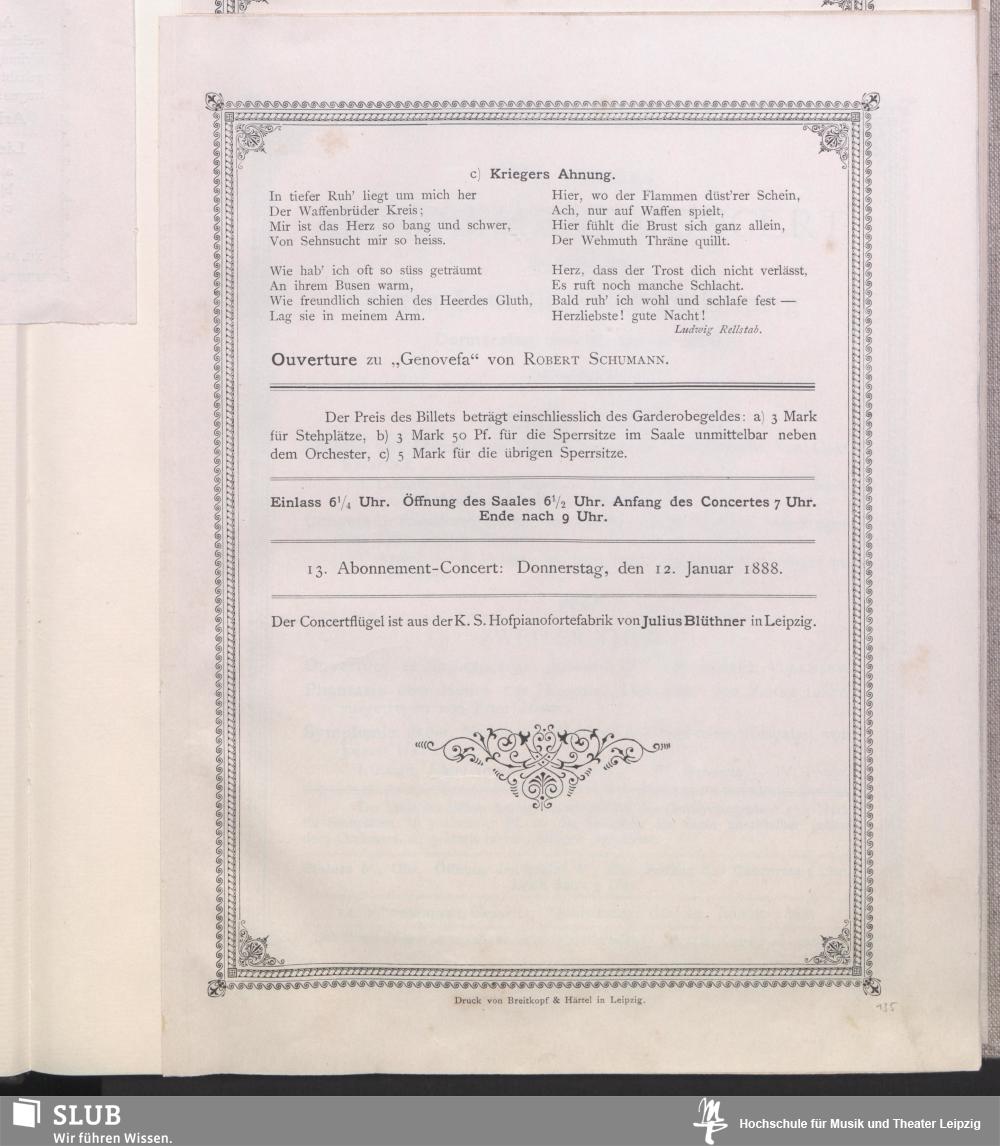 c) Kriegers Ahnung.
In tiefer Ruh' liegt um mich her
Der Waffenbrüder Kreis;
Mir ist das Herz so bang und schwer,
Von Sehnsucht mir so heiss.
Wie hab' ich oft so süss geträumt
An ihrem Busen warm,
Wie freundlich schien des Heerdes Gluth,
Lag sie in meinem Arm.
Hier, wo der Flammen düst'rer Schein,
Ach, nur auf Waffen spielt,
Hier fühlt die Brust sich ganz allein,
Der Wehmuth Thräne quillt.
Herz, dass der Trost dich nicht verlässt,
Es ruft noch manche Schlacht.
Bald ruh' ich wohl und schlafe fest —
Herzliebste! gute Nacht!
Ludwig Rellstab.
Ouverture zu „Genovefa“ von ROBERT SCHUMANN.
Der Preis des Billets beträgt einschliesslich des Garderobegeldes: a) 3 Mark
für Stehplätze, b) 3 Mark 50 Pf. für die Sperrsitze im Saale unmittelbar neben
dem Orchester, c) 5 Mark für die übrigen Sperrsitze.
Einlass 6¹/₄ Uhr. Öffnung des Saales 6¹/₂ Uhr. Anfang des Concertes 7 Uhr.
Ende nach 9 Uhr.
13. Abonnement-Concert: Donnerstag, den 12. Januar 1888.
Der Concertflügel ist aus der K. S. Hofpianofortefabrik von Julius Blüthner in Leipzig.
Druck von Breitkopf & Härtel in Leipzig.
135
SLUB
Wir führen Wissen.
Hochschule für Musik und Theater Leipzig